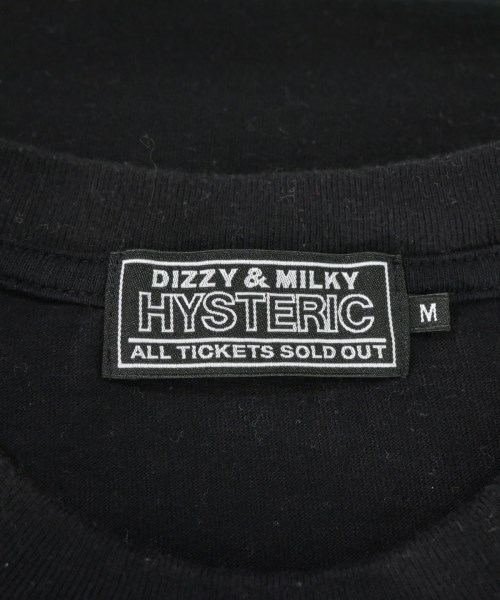 DIZZY & MILKY
HYSTERIC
ALL TICKETS SOLD OUT
M